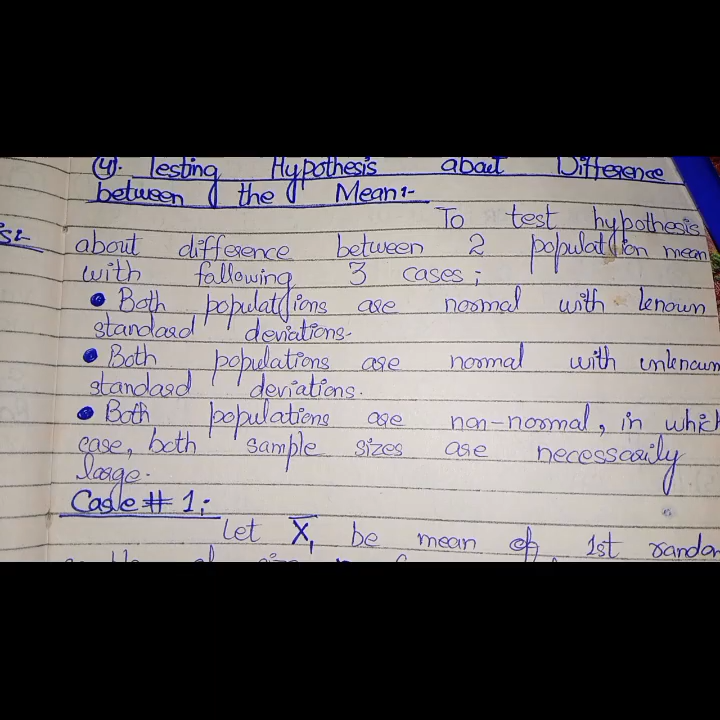 (4). Testing Hypothesis about Difference
between the Mean:-
To test hypothesis
about difference between 2 population mean
with following 3 cases;
• Both populations are normal with known
standard deviations.
• Both populations are normal with unknown
standard deviations.
• Both populations are non-normal, in which
case, both sample sizes are necessarily
large.
Case # 1;-
Let X̅₁ be mean of 1st random
of size